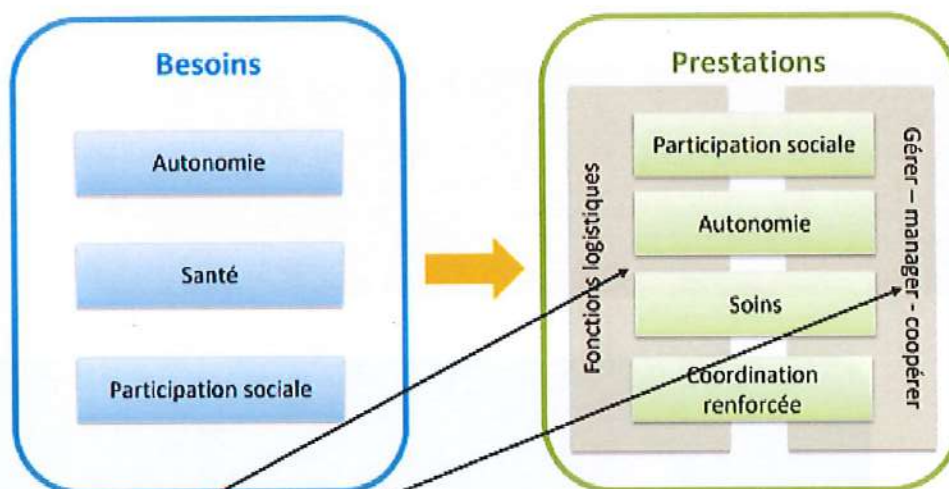 Besoins
Autonomie
Santé
Participation sociale
Prestations
Fonctions logistiques
Participation sociale
Autonomie
Soins
Coordination
renforcée
Gérer – manager - coopérer